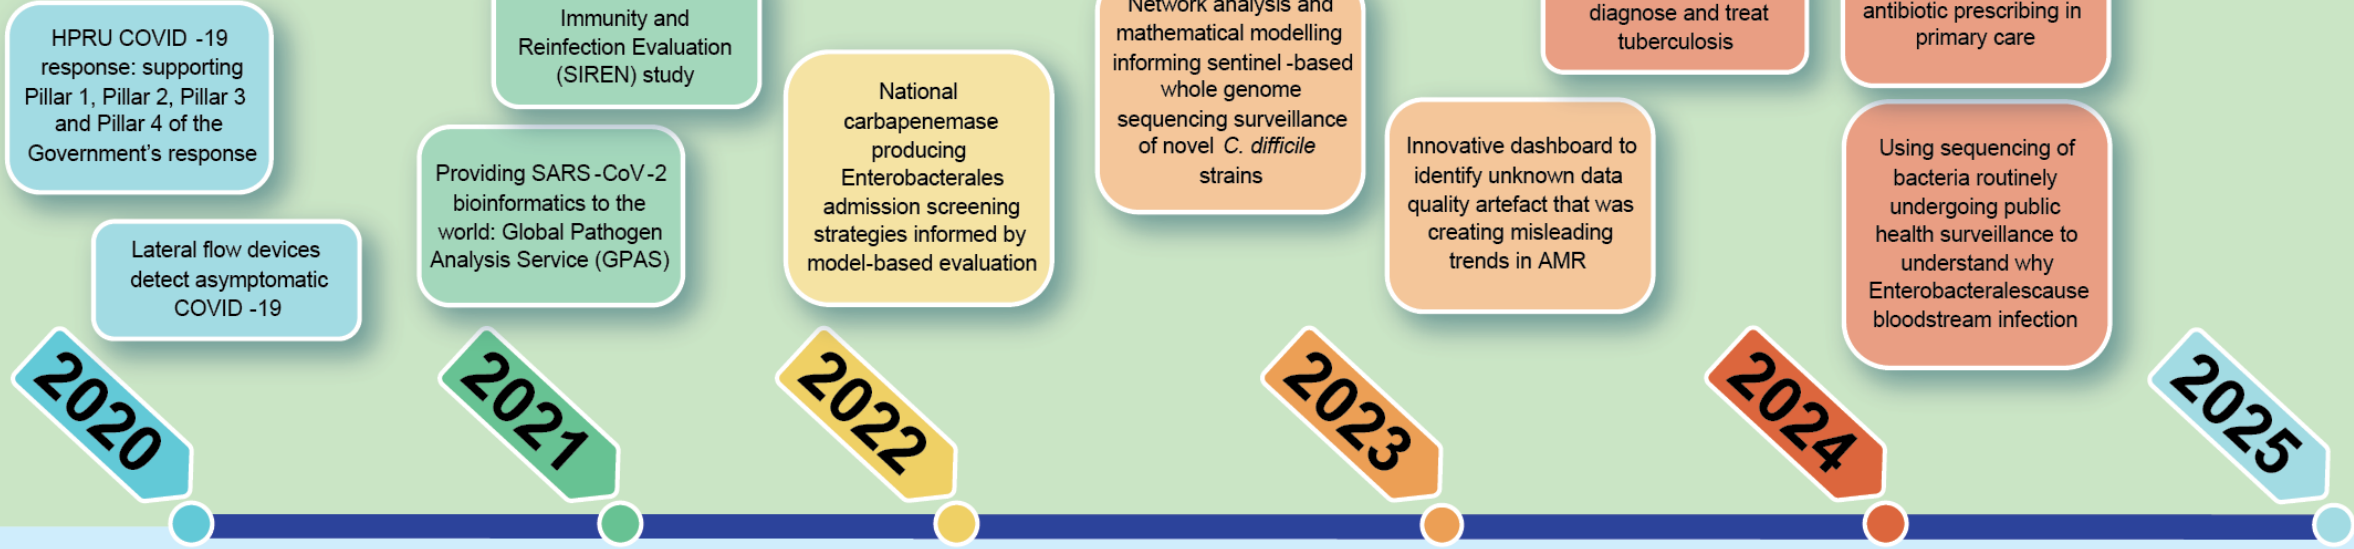 HPRU COVID -19
response: supporting
Pillar 1, Pillar 2, Pillar 3
and Pillar 4 of the
Government's response
Lateral flow devices
detect asymptomatic
COVID -19
Immunity and
Reinfection Evaluation
(SIREN) study
Providing SARS-CoV-2
bioinformatics to the
world: Global Pathogen
Analysis Service (GPAS)
National
carbapenemase
producing
Enterobacterales
admission screening
strategies informed by
model-based evaluation
Network analysis and
mathematical modelling
informing sentinel -based
whole genome
sequencing surveillance
of novel C. difficile
strains
Innovative dashboard to
identify unknown data
quality artefact that was
creating misleading
trends in AMR
diagnose and treat
tuberculosis
antibiotic prescribing in
primary care
Using sequencing of
bacteria routinely
undergoing public
health surveillance to
understand why
Enterobacteralescause
bloodstream infection
2020
2021
2022
2023
2024
2025